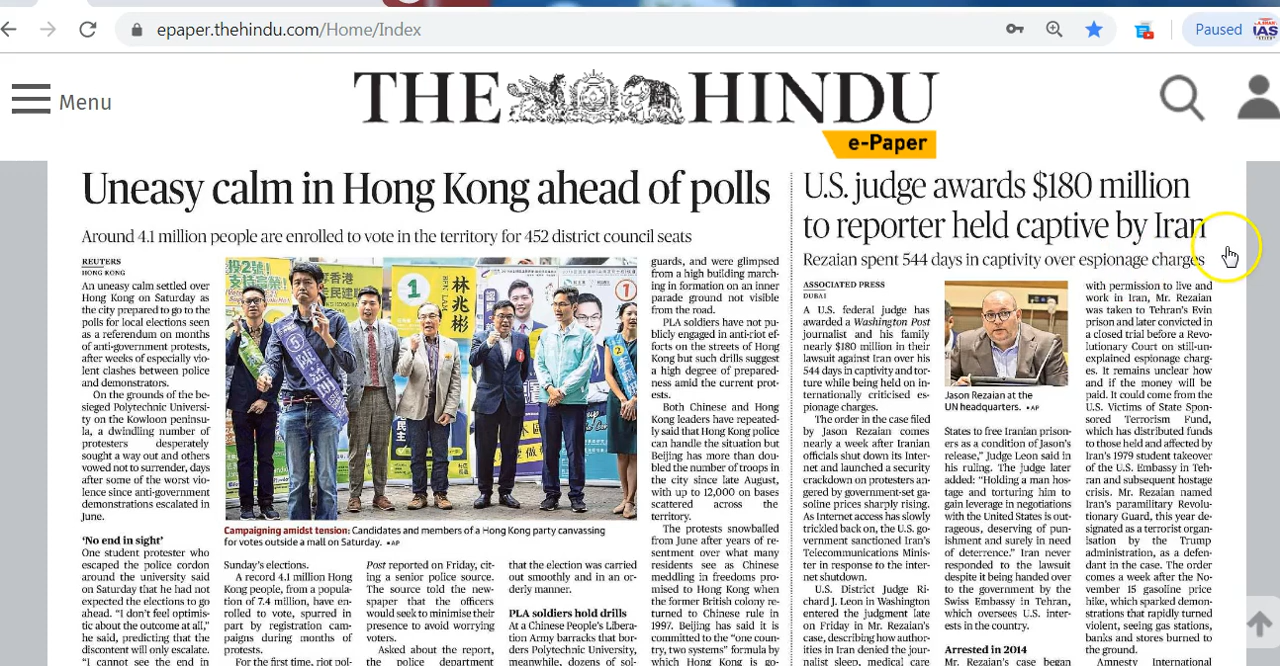 epaper.thehindu.com/Home/Index
Paused
IAS
Menu
THE HINDU
e-Paper
Uneasy calm in Hong Kong ahead of polls
Around 4.1 million people are enrolled to vote in the territory for 452 district council seats
REUTERS
HONG KONG
An uneasy calm settled over
Hong Kong on Saturday as
the city prepared to go to the
polls for local elections seen
as a referendum on months
of anti-government protests,
after weeks of especially vio-
lent clashes between police
and demonstrators.
On the grounds of the be-
sieged Polytechnic Universi-
ty on the Kowloon peninsu-
la, a dwindling number of
protesters desperately
sought a way out and others
vowed not to surrender, days
after some of the worst vio-
lence since anti-government
demonstrations escalated in
June.
'No end in sight'
One student protester who
escaped the police cordon
around the university said
on Saturday that he had not
expected the elections to go
ahead. "I don't feel optimis-
tic about the outcome at all,"
he said, predicting that the
discontent will only escalate.
"I cannot see the end in
1
林兆彬
1
2
Campaigning amidst tension: Candidates and members of a Hong Kong party canvassing
for votes outside a mall on Saturday. • AP
Sunday's elections.
A record 4.1 million Hong
Kong people, from a popula-
tion of 7.4 million, have en-
rolled to vote, spurred in
part by registration cam-
paigns during months of
protests.
For the first time, riot pol-
Post reported on Friday, cit-
ing a senior police source.
The source told the news-
paper that the officers
would seek to minimise their
presence to avoid worrying
voters.
Asked about the report,
the police department
that the election was carried
out smoothly and in an or-
derly manner.
PLA soldiers hold drills
At a Chinese People's Libera-
tion Army barracks that bor-
ders Polytechnic University,
meanwhile, dozens of sol-
guards, and were glimpsed
from a high building march-
ing in formation on an inner
parade ground not visible
from the road.
PLA soldiers have not pu-
blicly engaged in anti-riot ef-
forts on the streets of Hong
Kong but such drills suggest
a high degree of prepared-
ness amid the current prot-
ests.
Both Chinese and Hong
Kong leaders have repeated-
ly said that Hong Kong police
can handle the situation but
Beijing has more than dou-
bled the number of troops in
the city since late August,
with up to 12,000 on bases
scattered across the
territory.
The protests snowballed
from June after years of re-
sentment over what many
residents see as Chinese
meddling in freedoms pro-
mised to Hong Kong when
the former British colony re-
turned to Chinese rule in
1997. Beijing has said it is
committed to the "one coun-
try, two systems" formula by
which Hong Kong is go-
U.S. judge awards $180 million
to reporter held captive by Iran
Rezaian spent 544 days in captivity over espionage charges
ASSOCIATED PRESS
DUBAI
A U.S. federal judge has
awarded a Washington Post
journalist and his family
nearly $180 million in their
lawsuit against Iran over his
544 days in captivity and tor-
ture while being held on in-
ternationally criticised es-
pionage charges.
The order in the case filed
by Jason Rezaian comes
nearly a week after Iranian
officials shut down its Inter-
net and launched a security
crackdown on protesters an-
gered by government-set ga-
soline prices sharply rising.
As Internet access has slowly
trickled back on, the U.S. go-
vernment sanctioned Iran's
Telecommunications Minis-
ter in response to the inter-
net shutdown.
U.S. District Judge Ri-
chard J. Leon in Washington
entered the judgment late
on Friday in Mr. Rezaian's
case, describing how author-
ities in Iran denied the jour-
nalist sleep, medical care
Jason Rezaian at the
UN headquarters. • AP
States to free Iranian prison-
ers as a condition of Jason's
release," Judge Leon said in
his ruling. The judge later
added: "Holding a man hos-
tage and torturing him to
gain leverage in negotiations
with the United States is out-
rageous, deserving of pun-
ishment and surely in need
of deterrence." Iran never
responded to the lawsuit
despite it being handed over
to the government by the
Swiss Embassy in Tehran,
which oversees U.S. inter-
ests in the country.
Arrested in 2014
Mr. Rezaian's case began
with permission to live and
work in Iran, Mr. Rezaian
was taken to Tehran's Evin
prison and later convicted in
a closed trial before a Revo-
lutionary Court on still-un-
explained espionage charg-
es. It remains unclear how
and if the money will be
paid. It could come from the
U.S. Victims of State Spon-
sored Terrorism Fund,
which has distributed funds
to those held and affected by
Iran's 1979 student takeover
of the U.S. Embassy in Teh-
ran and subsequent hostage
crisis. Mr. Rezaian named
Iran's paramilitary Revolu-
tionary Guard, this year de-
signated as a terrorist organ-
isation by the Trump
administration, as a defen-
dant in the case. The order
comes a week after the No-
vember 15 gasoline price
hile, which sparked demon-
strations that rapidly turned
violent, seeing gas stations,
banks and stores burned to
the ground.
Amnesty International